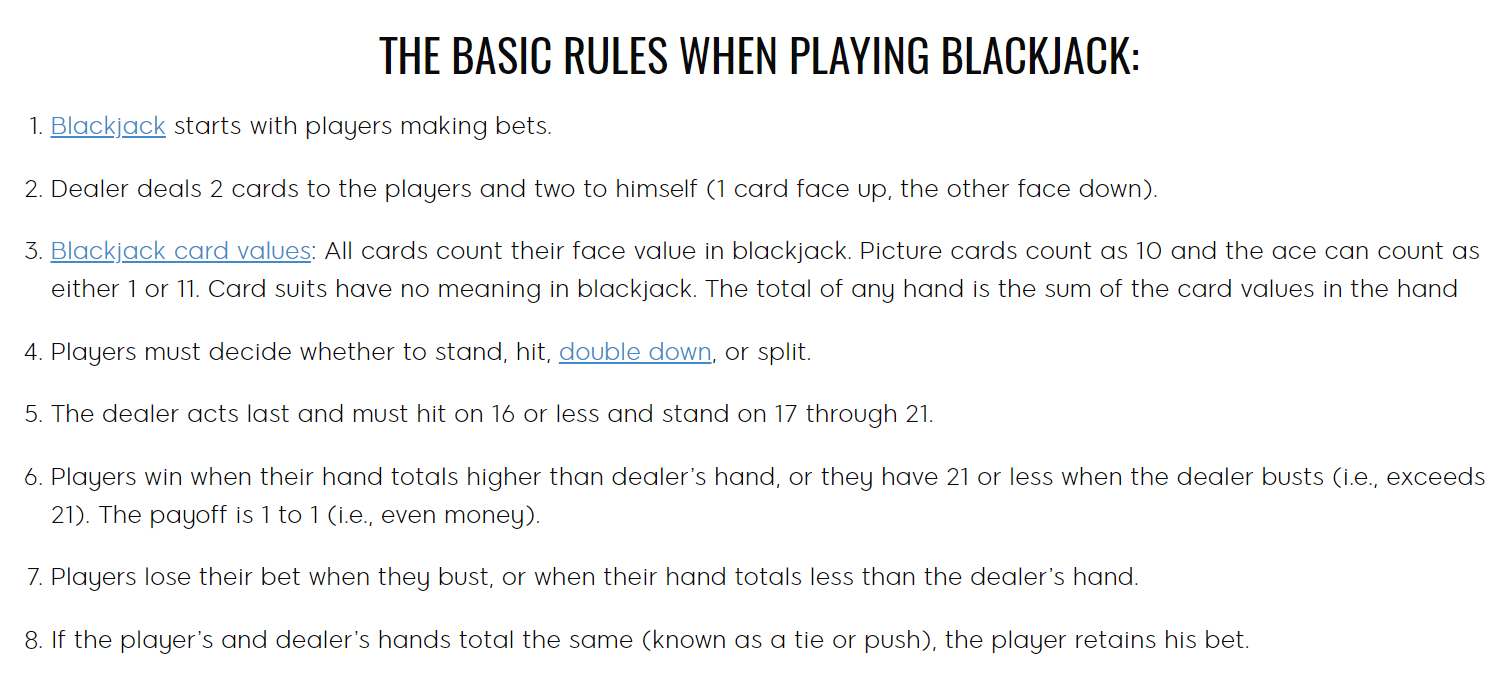 THE BASIC RULES WHEN PLAYING BLACKJACK:
1. Blackjack starts with players making bets.
2. Dealer deals 2 cards to the players and two to himself (1 card face up, the other face down).
3. Blackjack card values: All cards count their face value in blackjack. Picture cards count as 10 and the ace can count as
either 1 or 11. Card suits have no meaning in blackjack. The total of any hand is the sum of the card values in the hand
4. Players must decide whether to stand, hit, double down, or split.
5. The dealer acts last and must hit on 16 or less and stand on 17 through 21.
6. Players win when their hand totals higher than dealer's hand, or they have 21 or less when the dealer busts (i.e., exceeds
21). The payoff is 1 to 1 (i.e., even money).
7. Players lose their bet when they bust, or when their hand totals less than the dealer's hand.
8. If the player's and dealer's hands total the same (known as a tie or push), the player retains his bet.